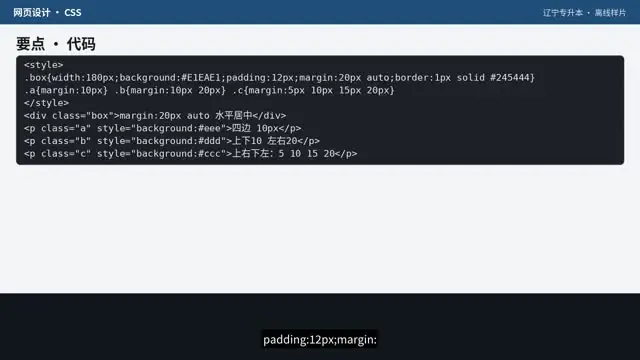 网页设计 • CSS
辽宁专升本 • 离线样片
要点 • 代码
<style>
.box{width:180px;background:#E1EAE1;padding:12px;margin:20px auto;border:1px solid #245444}
.a{margin:10px} .b{margin:10px 20px} .c{margin:5px 10px 15px 20px}
</style>
<div class="box">margin:20px auto 水平居中</div>
<p class="a" style="background:#eee">四边 10px</p>
<p class="b" style="background:#ddd">上下10 左右20</p>
<p class="c" style="background:#ccc">上右下左: 5 10 15 20</p>
padding:12px;margin: